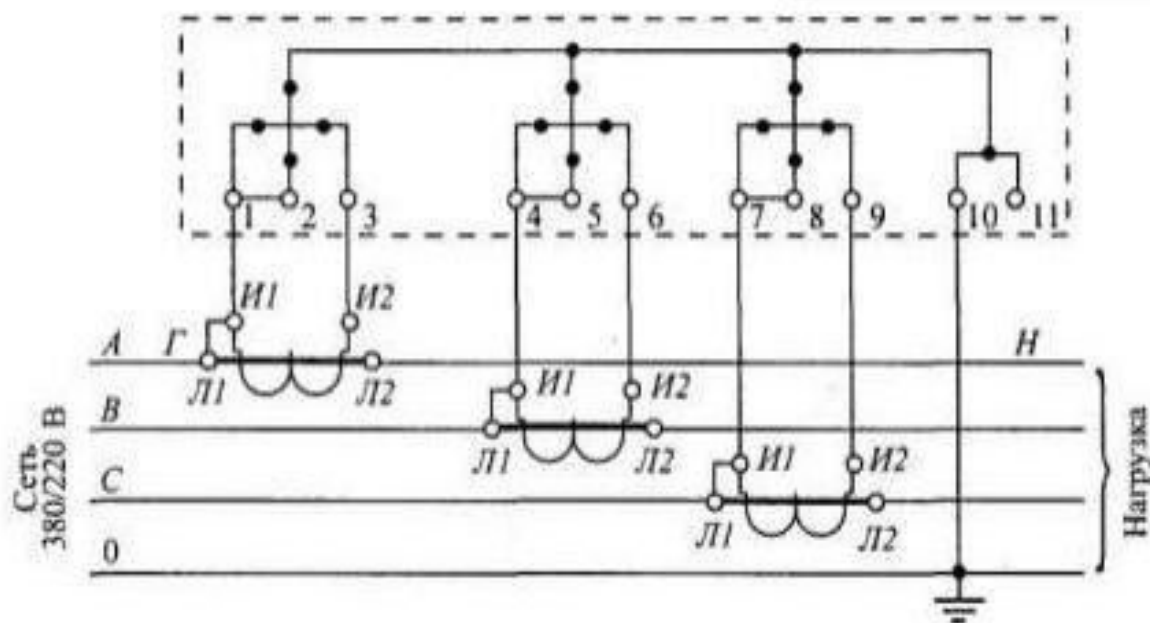 1 2 3 4 5 6 7 8 9 10 11
И1 И2
А Г Н
Л1 Л2
И1 И2
В
Л1 Л2
И1 И2
С
Л1 Л2
0
Сеть
380/220 В
Нагрузка